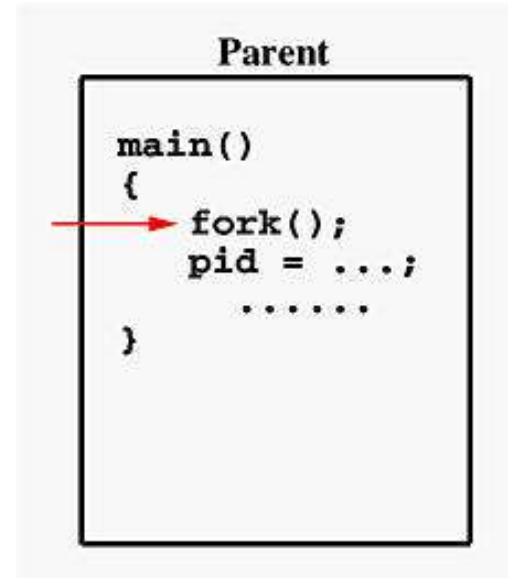 Parent
main()
{
fork();
pid = ...;
......
}